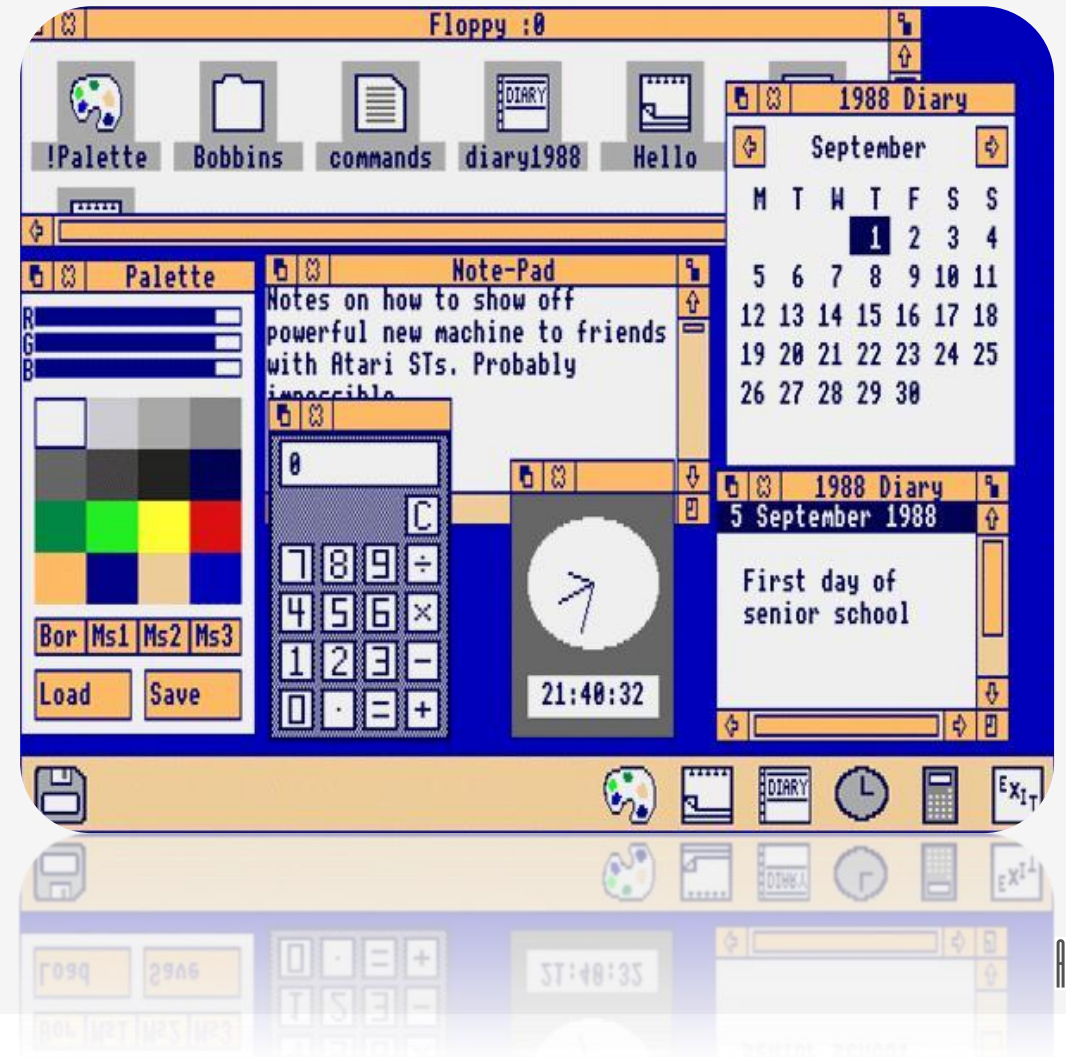 Floppy :0
!Palette Bobbins commands diary1988 Hello
DIARY
1988 Diary
September
M T W T F S S
1 2 3 4
5 6 7 8 9 10 11
12 13 14 15 16 17 18
19 20 21 22 23 24 25
26 27 28 29 30
Palette
R
G
B
Bor Ms1 Ms2 Ms3
Load Save
Note-Pad
Notes on how to show off
powerful new machine to friends
with Atari STs. Probably
impossible
0
C
7 8 9 ÷
4 5 6 ×
1 2 3 -
0 . = +
21:40:32
1988 Diary
5 September 1988
First day of
senior school
DIARY
EXIT
A